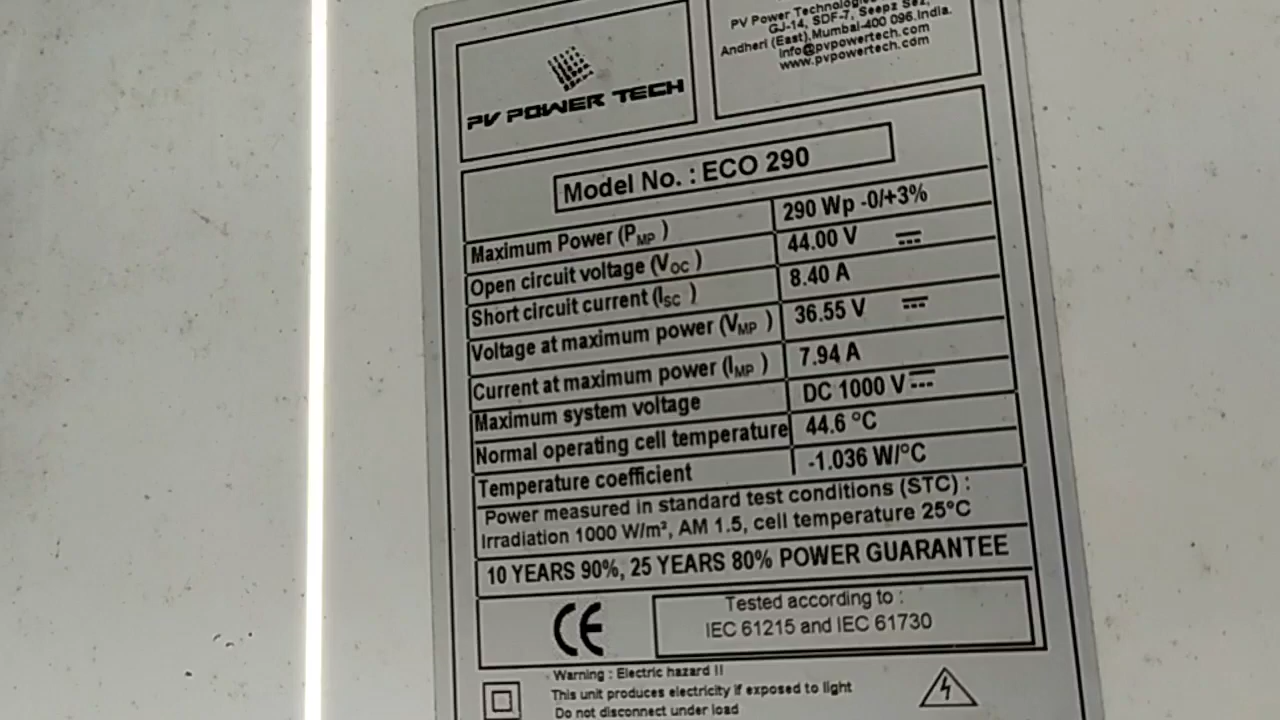 PV POWER TECH
PV Power Technologi
GJ-14, SDF-7, Seepz
Andheri (East), Mumbai-400 096.India.
info@pvpowertech.com
www.pvpowertech.com
Model No. : ECO 290
Maximum Power (PMP ) 290 Wp -0/+3%
Open circuit voltage (VOC ) 44.00 V
Short circuit current (ISC ) 8.40 A
Voltage at maximum power (VMP ) 36.55 V
Current at maximum power (IMP ) 7.94 A
Maximum system voltage DC 1000 V
Normal operating cell temperature 44.6 °C
Temperature coefficient -1.036 W/°C
Power measured in standard test conditions (STC) :
Irradiation 1000 W/m², AM 1.5, cell temperature 25°C
10 YEARS 90%, 25 YEARS 80% POWER GUARANTEE
CE
Tested according to :
IEC 61215 and IEC 61730
Warning : Electric hazard II
This unit produces electricity if exposed to light
Do not disconnect under load